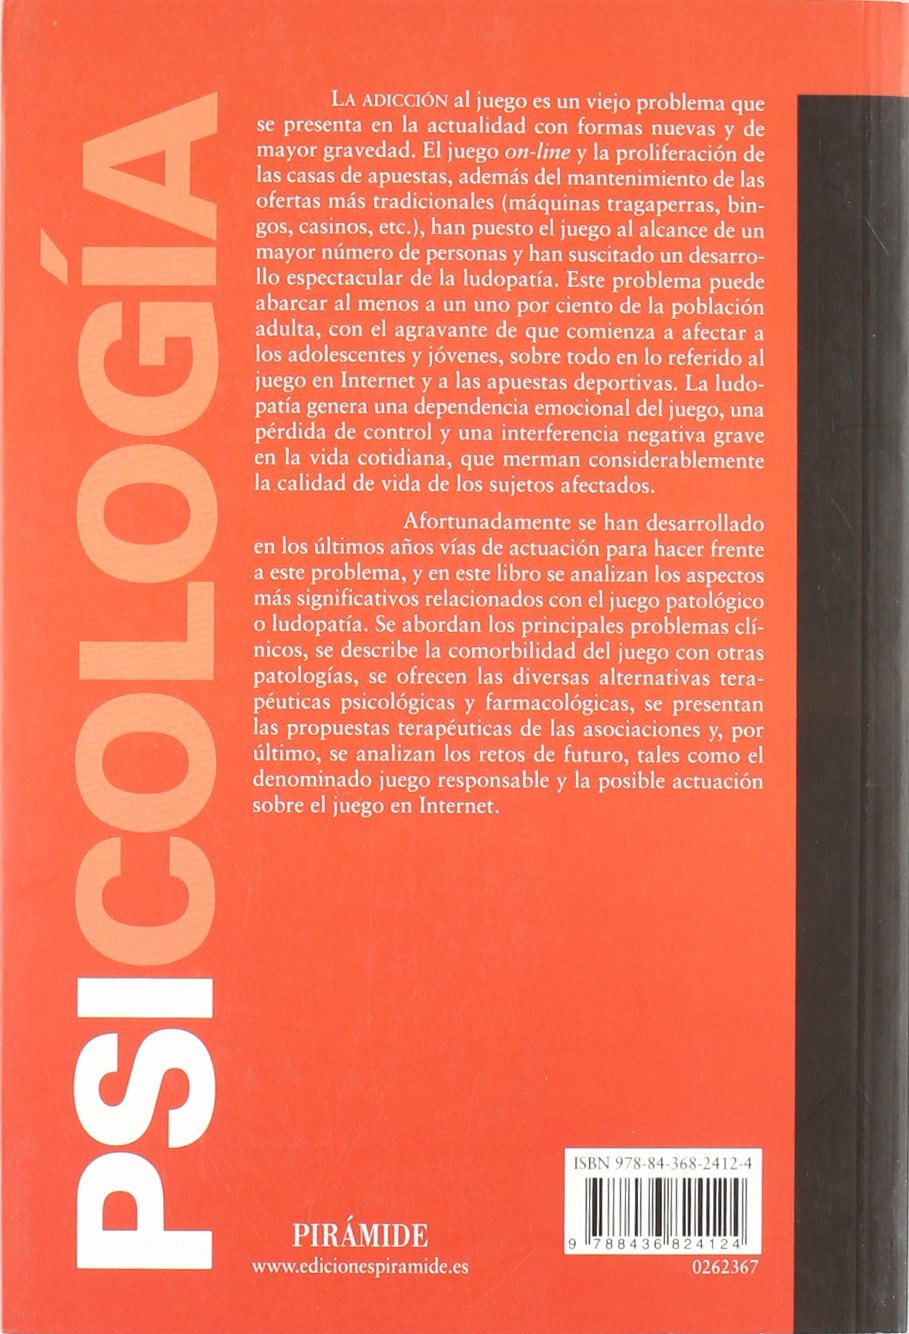 PSICOLOGÍA
LA ADICCIÓN al juego es un viejo problema que
se presenta en la actualidad con formas nuevas y de
mayor gravedad. El juego on-line y la proliferación de
las casas de apuestas, además del mantenimiento de las
ofertas más tradicionales (máquinas tragaperras, bin-
gos, casinos, etc.), han puesto el juego al alcance de un
mayor número de personas y han suscitado un desarro-
llo espectacular de la ludopatía. Este problema puede
abarcar al menos a un uno por ciento de la población
adulta, con el agravante de que comienza a afectar a
los adolescentes y jóvenes, sobre todo en lo referido al
juego en Internet y a las apuestas deportivas. La ludo-
patía genera una dependencia emocional del juego, una
pérdida de control y una interferencia negativa grave
en la vida cotidiana, que merman considerablemente
la calidad de vida de los sujetos afectados.
Afortunadamente se han desarrollado
en los últimos años vías de actuación para hacer frente
a este problema, y en este libro se analizan los aspectos
más significativos relacionados con el juego patológico
o ludopatía. Se abordan los principales problemas clí-
nicos, se describe la comorbilidad del juego con otras
patologías, se ofrecen las diversas alternativas tera-
péuticas psicológicas y farmacológicas, se presentan
las propuestas terapéuticas de las asociaciones y, por
último, se analizan los retos de futuro, tales como el
denominado juego responsable y la posible actuación
sobre el juego en Internet.
ISBN 978-84-368-2412-4
9 788436 824124
0262367
PIRÁMIDE
www.edicionespiramide.es